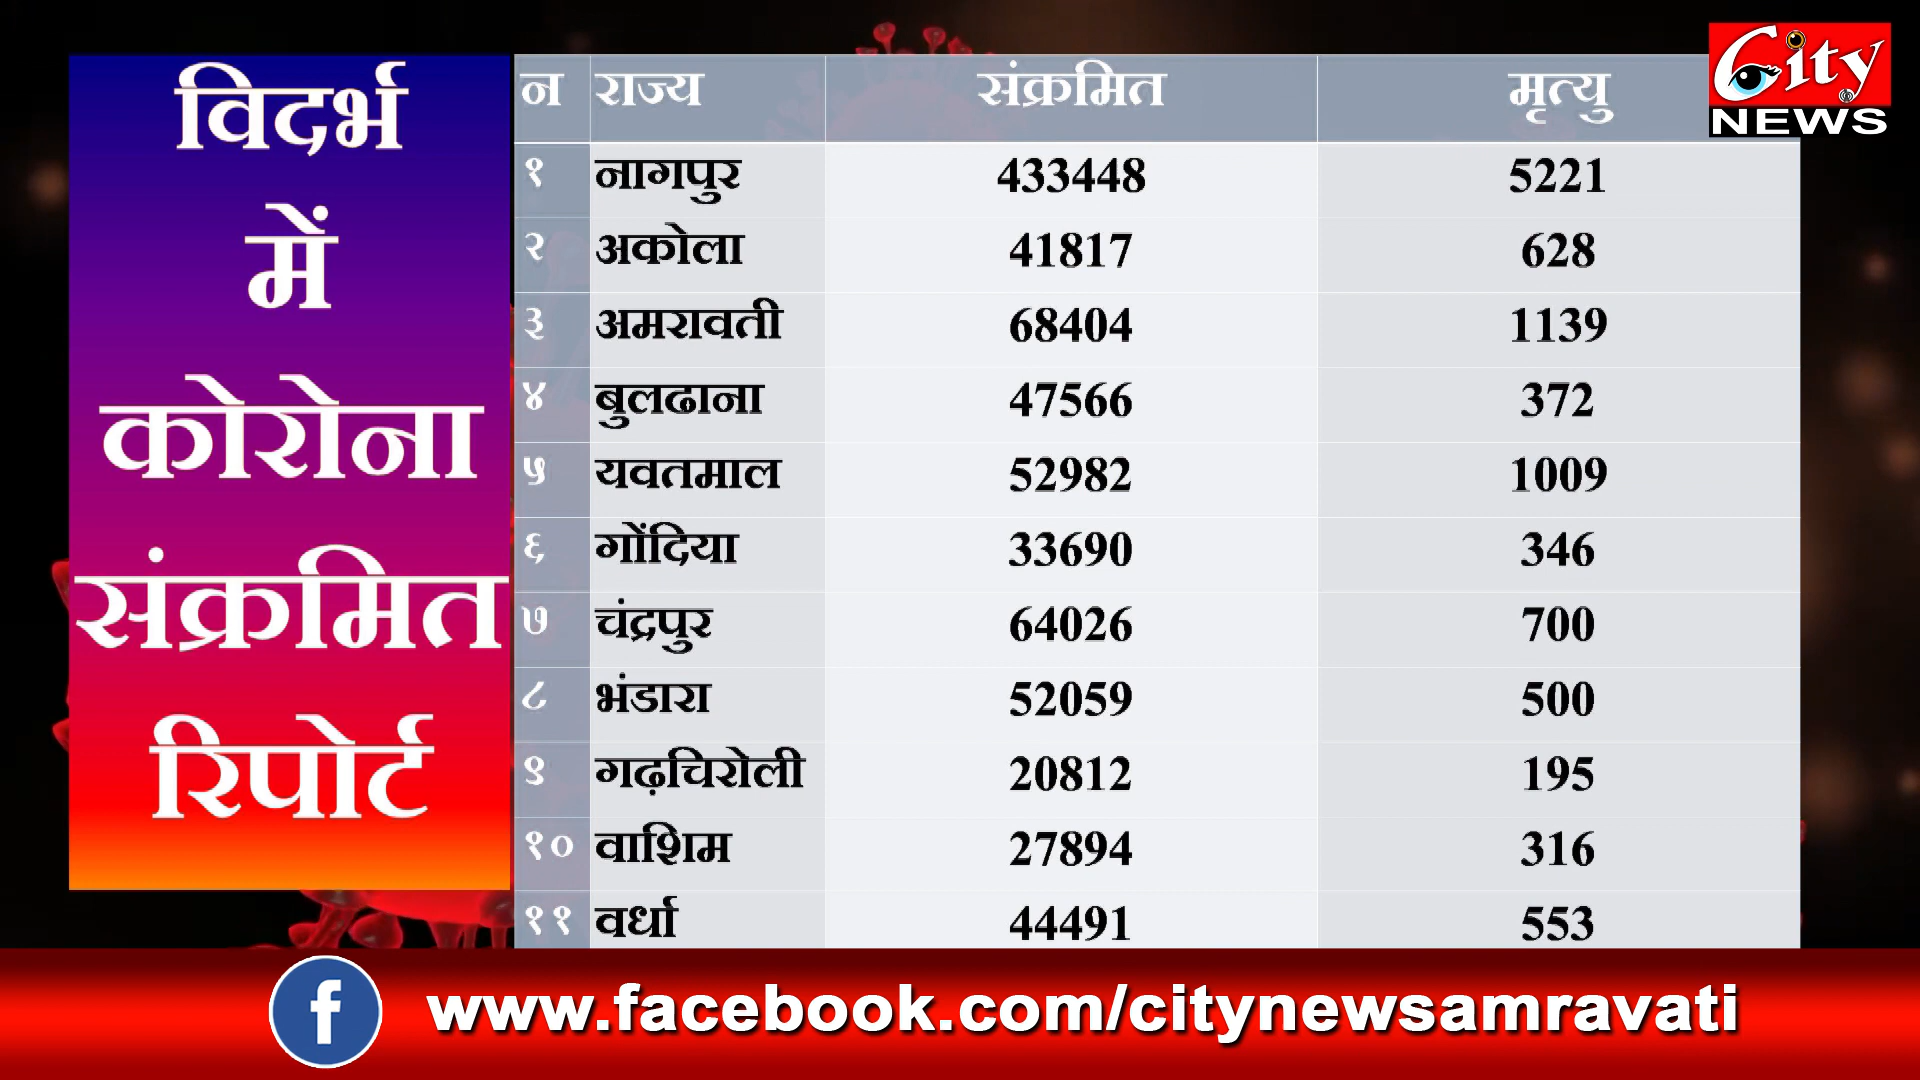 विदर्भ
में
कोरोना
संक्रमित
रिपोर्ट
City
NEWS
न राज्य संक्रमित मृत्यु
१ नागपुर 433448 5221
२ अकोला 41817 628
३ अमरावती 68404 1139
४ बुलढाना 47566 372
५ यवतमाल 52982 1009
६ गोंदिया 33690 346
७ चंद्रपुर 64026 700
८ भंडारा 52059 500
९ गढ़चिरोली 20812 195
१० वाशिम 27894 316
११ वर्धा 44491 553
f www.facebook.com/citynewsamravati